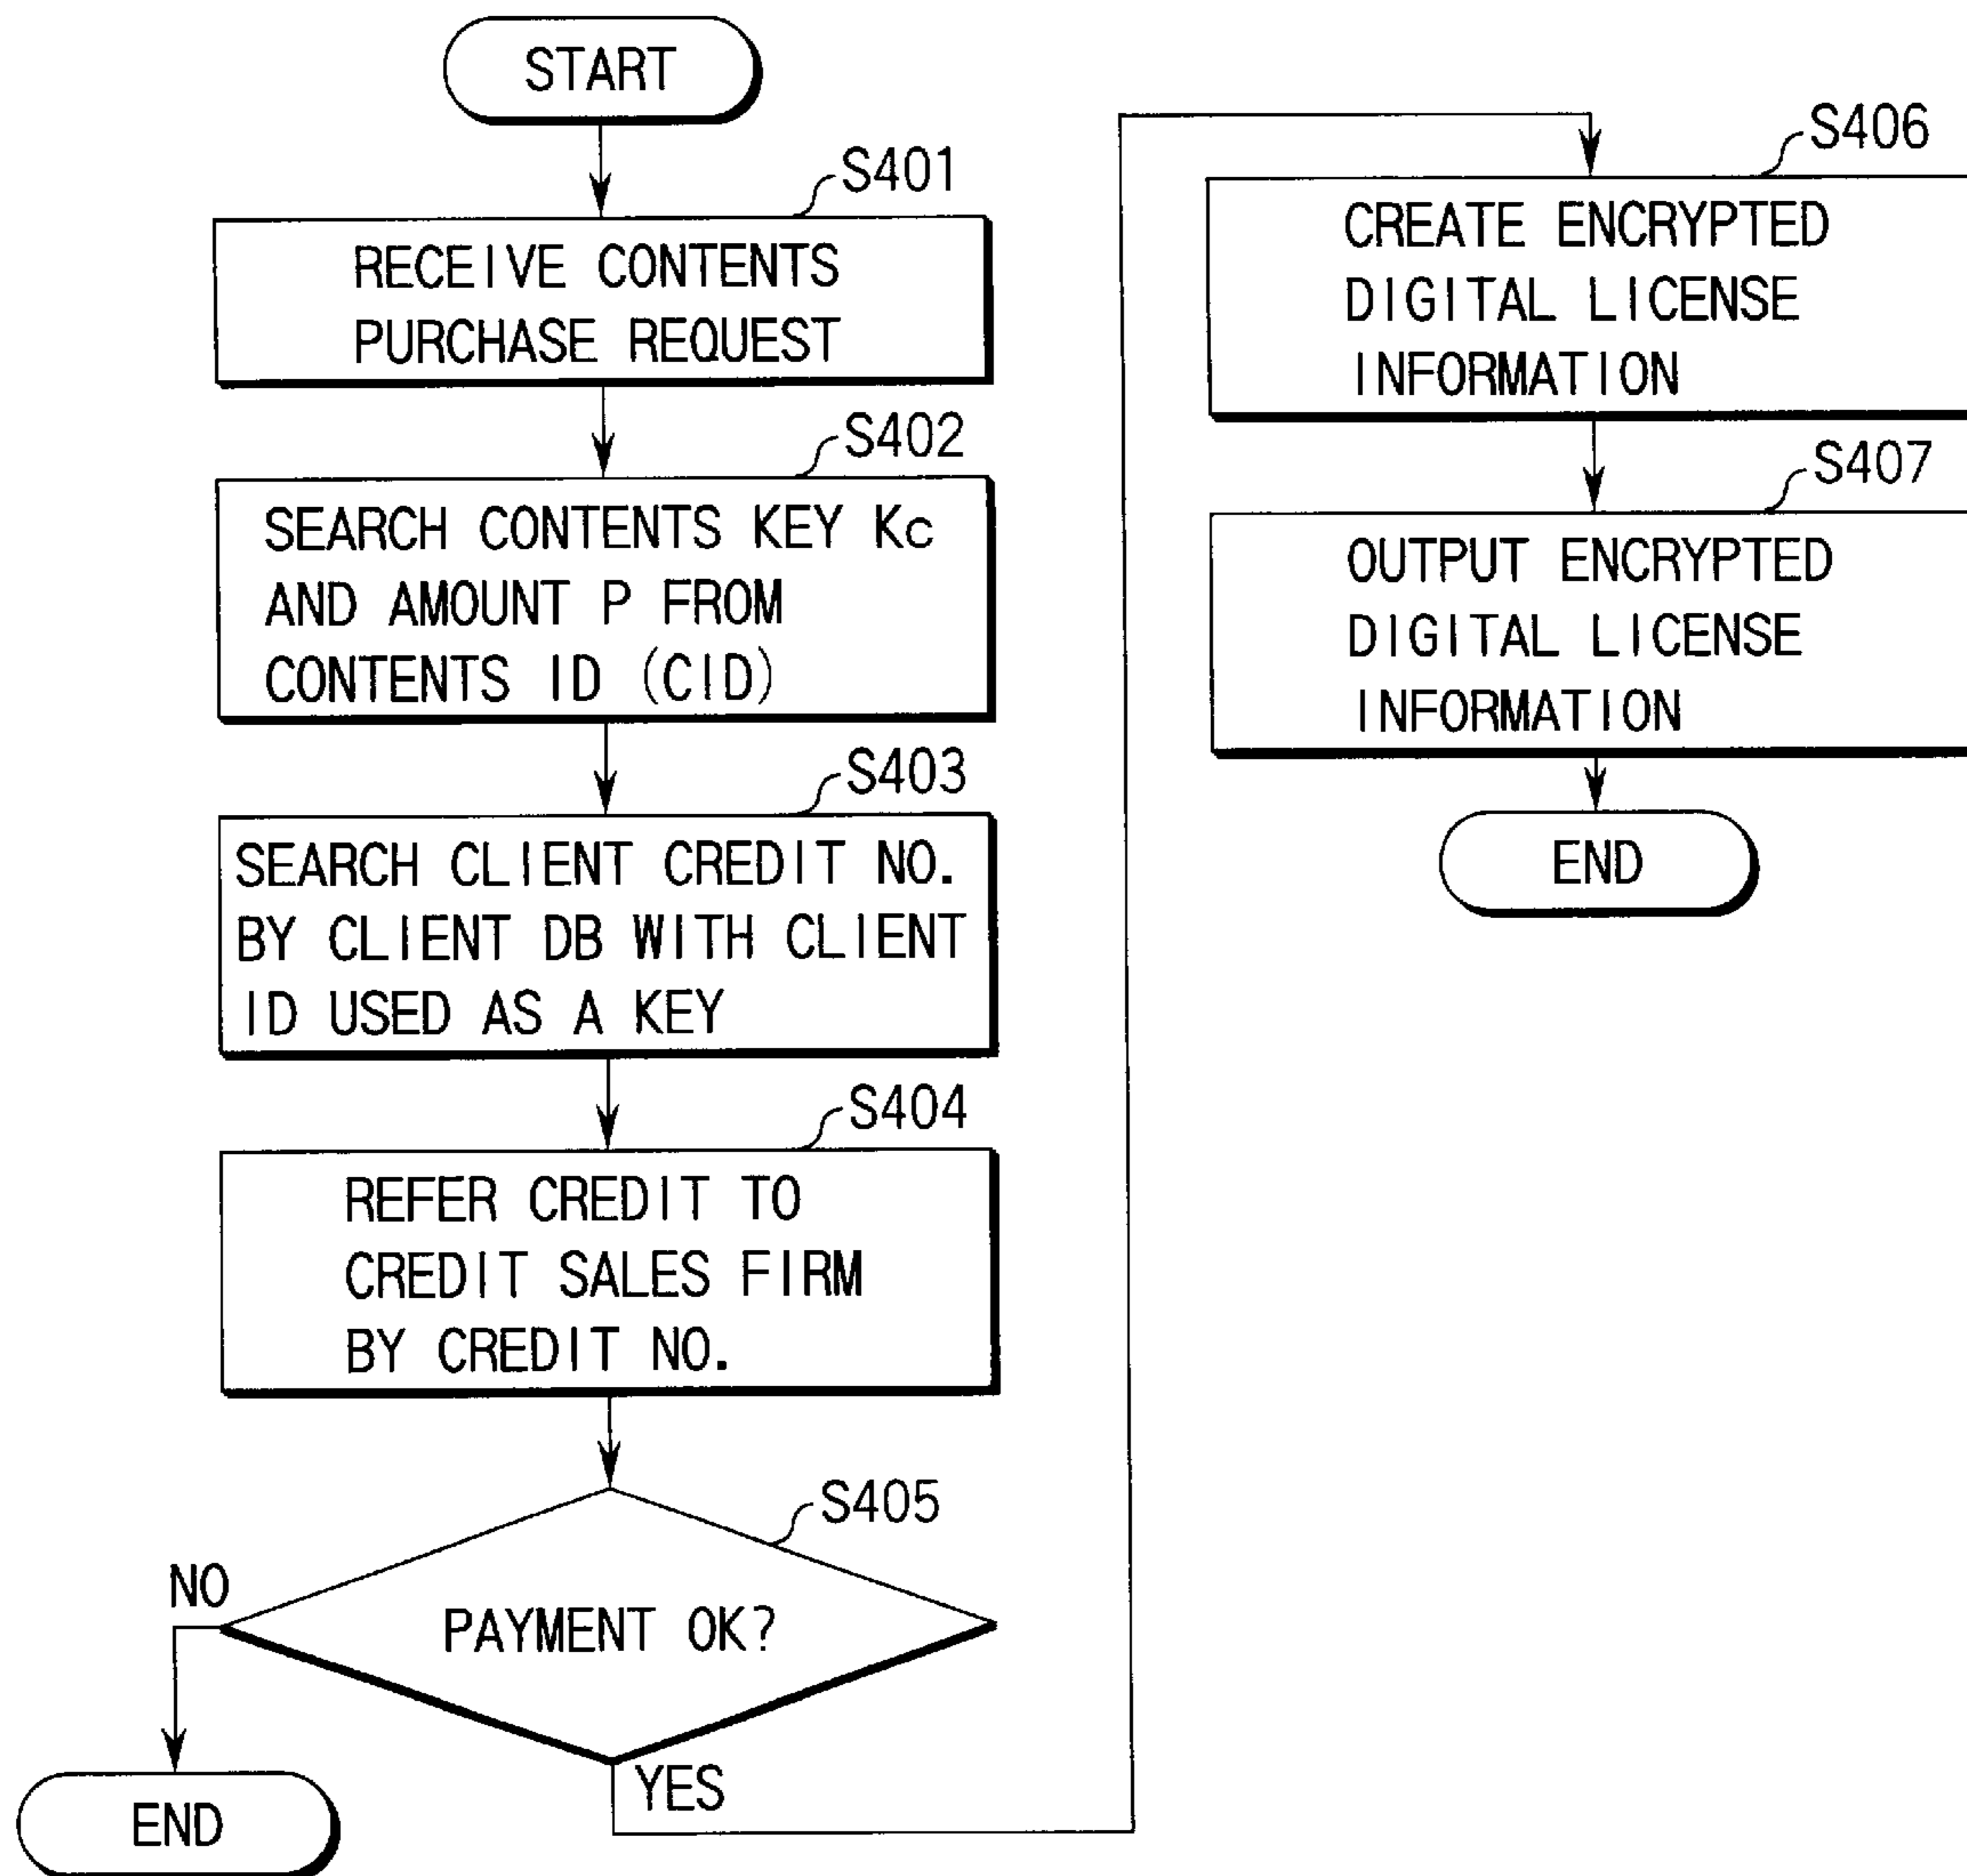 START
S401
RECEIVE CONTENTS
PURCHASE REQUEST
S402
SEARCH CONTENTS KEY Kc
AND AMOUNT P FROM
CONTENTS ID (CID)
S403
SEARCH CLIENT CREDIT NO.
BY CLIENT DB WITH CLIENT
ID USED AS A KEY
S404
REFER CREDIT TO
CREDIT SALES FIRM
BY CREDIT NO.
S405
PAYMENT OK?
NO
END
YES
S406
CREATE ENCRYPTED
DIGITAL LICENSE
INFORMATION
S407
OUTPUT ENCRYPTED
DIGITAL LICENSE
INFORMATION
END